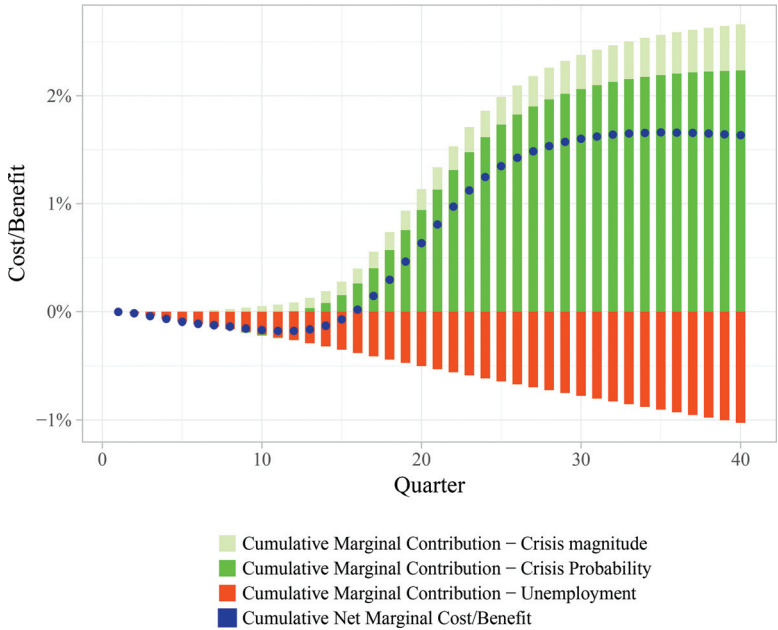 Cost/Benefit
2%
1%
0%
−1%
0
10
20
30
40
Quarter
Cumulative Marginal Contribution − Crisis magnitude
Cumulative Marginal Contribution − Crisis Probability
Cumulative Marginal Contribution − Unemployment
Cumulative Net Marginal Cost/Benefit